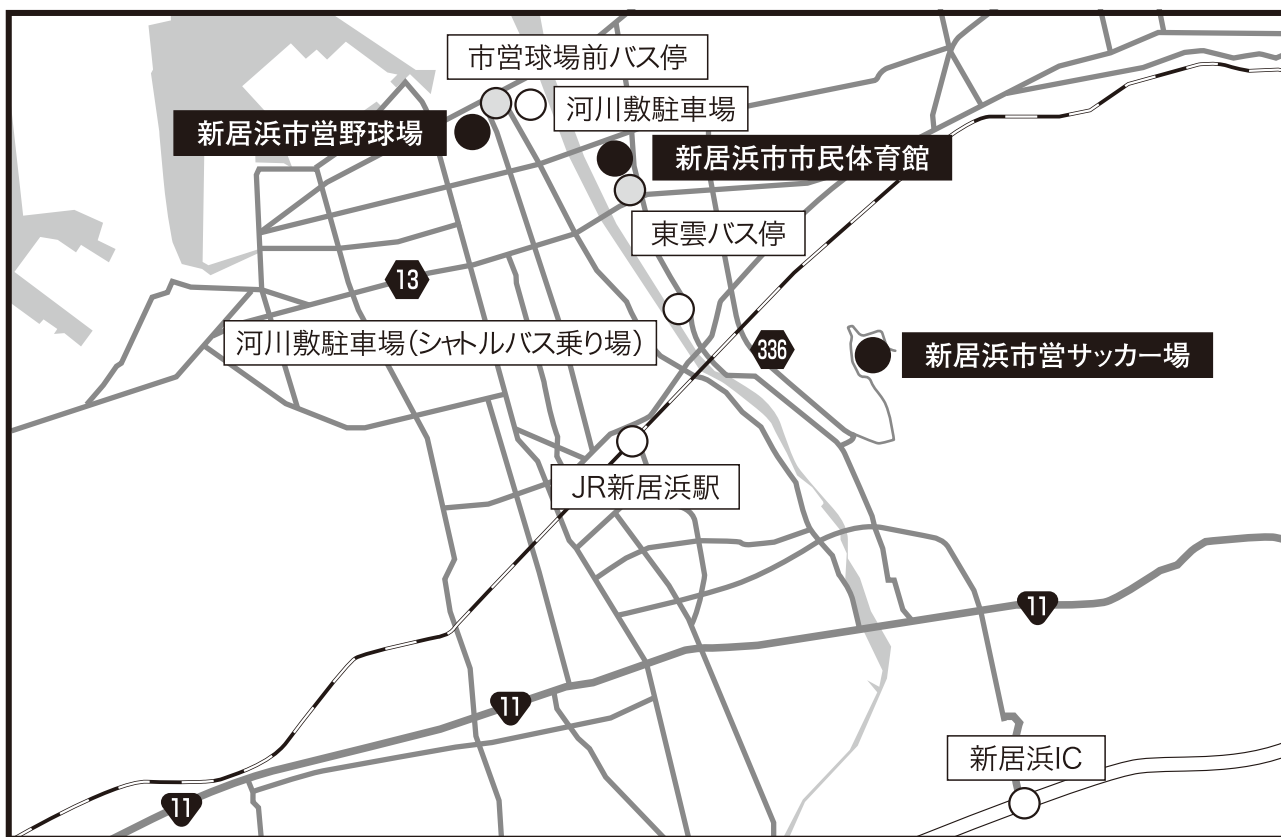 市営球場前バス停
河川敷駐車場
新居浜市営野球場
新居浜市市民体育館
東雲バス停
13
河川敷駐車場(シャトルバス乗り場)
336
新居浜市営サッカー場
JR新居浜駅
11
11
新居浜IC
11